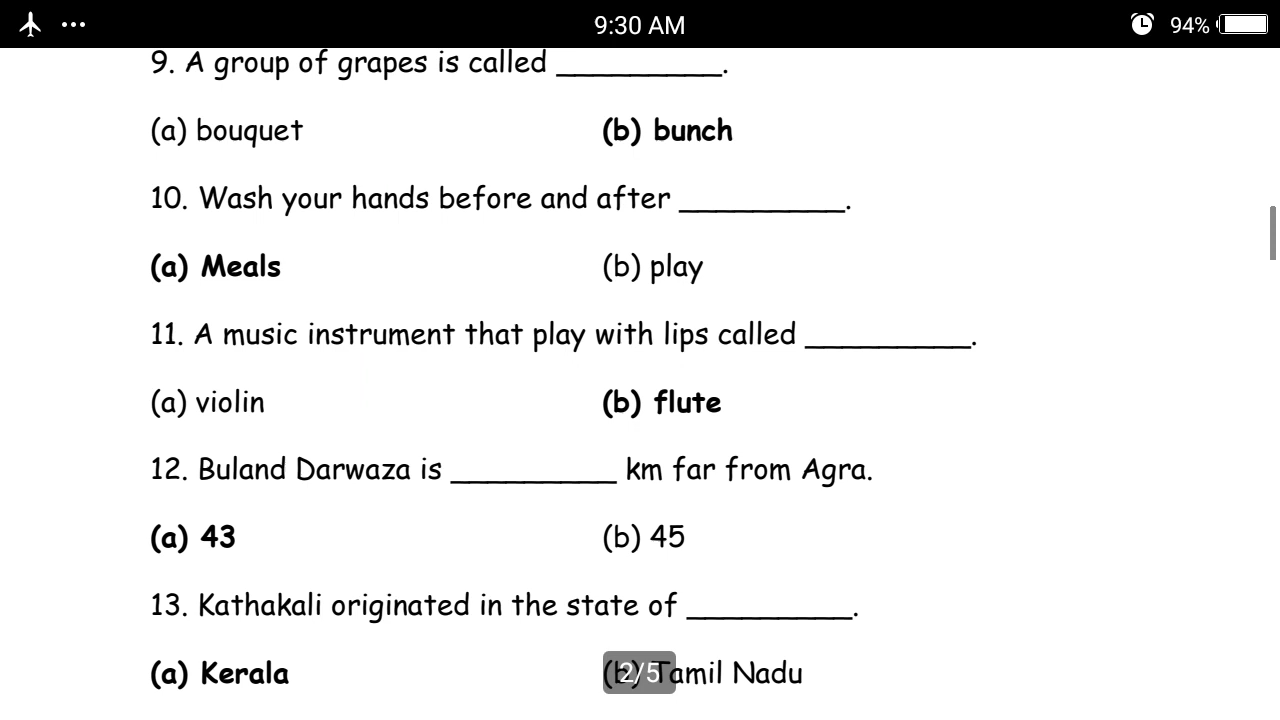 9:30 AM 94%
9. A group of grapes is called _________.
(a) bouquet (b) bunch
10. Wash your hands before and after _________.
(a) Meals (b) play
11. A music instrument that play with lips called _________.
(a) violin (b) flute
12. Buland Darwaza is _________ km far from Agra.
(a) 43 (b) 45
13. Kathakali originated in the state of _________.
(a) Kerala (b) Tamil Nadu
2/5